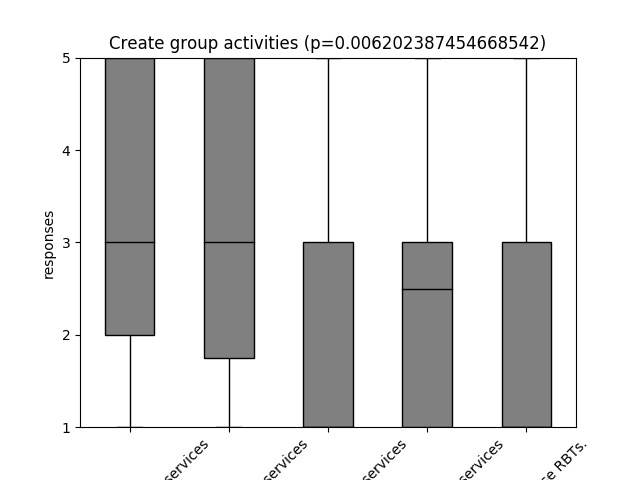 Create group activities (p=0.006202387454668542)
5
4
3
2
1
responses
services
services
services
services
RBTs.